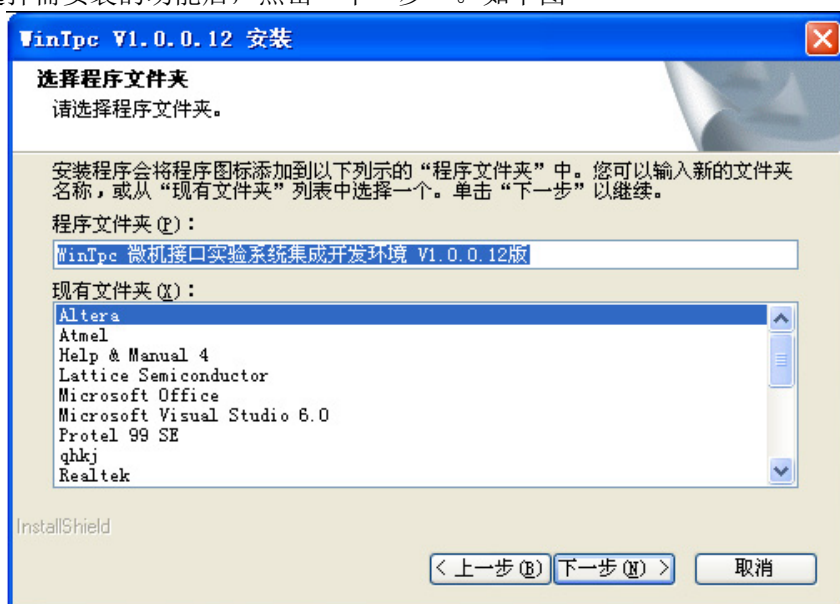 WinTpc V1.0.0.12 安装
选择程序文件夹
请选择程序文件夹。
安装程序会将程序图标添加到以下列示的“程序文件夹”中。您可以输入新的文件夹
名称，或从“现有文件夹”列表中选择一个。单击“下一步”以继续。
程序文件夹(P)：
WinTpc 微机接口实验系统集成开发环境 V1.0.0.12版
现有文件夹(X)：
Altera
Atmel
Help & Manual 4
Lattice Semiconductor
Microsoft Office
Microsoft Visual Studio 6.0
Protel 99 SE
qhkj
Realtek
InstallShield
< 上一步(B) 下一步(N) > 取消